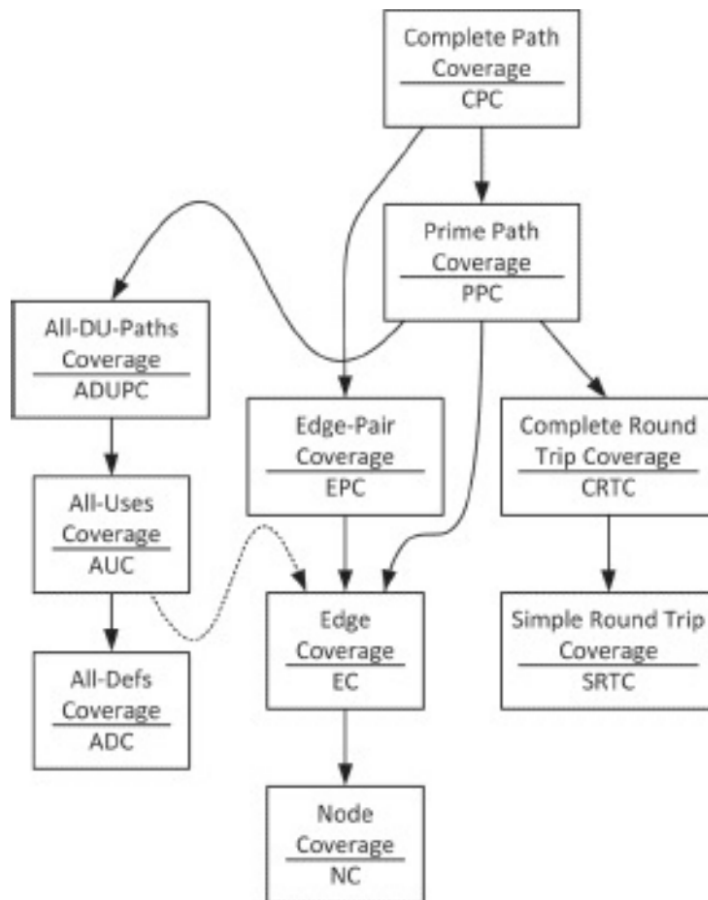 Complete Path
Coverage
CPC
Prime Path
Coverage
PPC
All-DU-Paths
Coverage
ADUPC
Edge-Pair
Coverage
EPC
Complete Round
Trip Coverage
CRTC
All-Uses
Coverage
AUC
Edge
Coverage
EC
Simple Round Trip
Coverage
SRTC
All-Defs
Coverage
ADC
Node
Coverage
NC